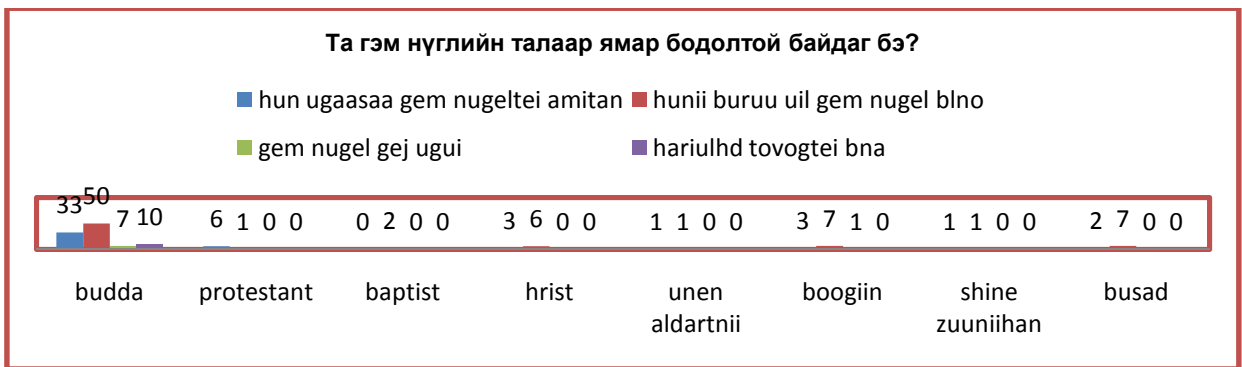 Та гэм нүглийн талаар ямар бодолтой байдаг бэ?
hun ugaasaa gem nugeltei amitan hunii buruu uil gem nugel blno
gem nugel gej ugui hariulhd tovogtei bna
33 50 7 10 6 1 0 0 0 2 0 0 3 6 0 0 1 1 0 0 3 7 1 0 1 1 0 0 2 7 0 0
budda protestant baptist hrist unen aldartnii boogiin shine zuuniihan busad